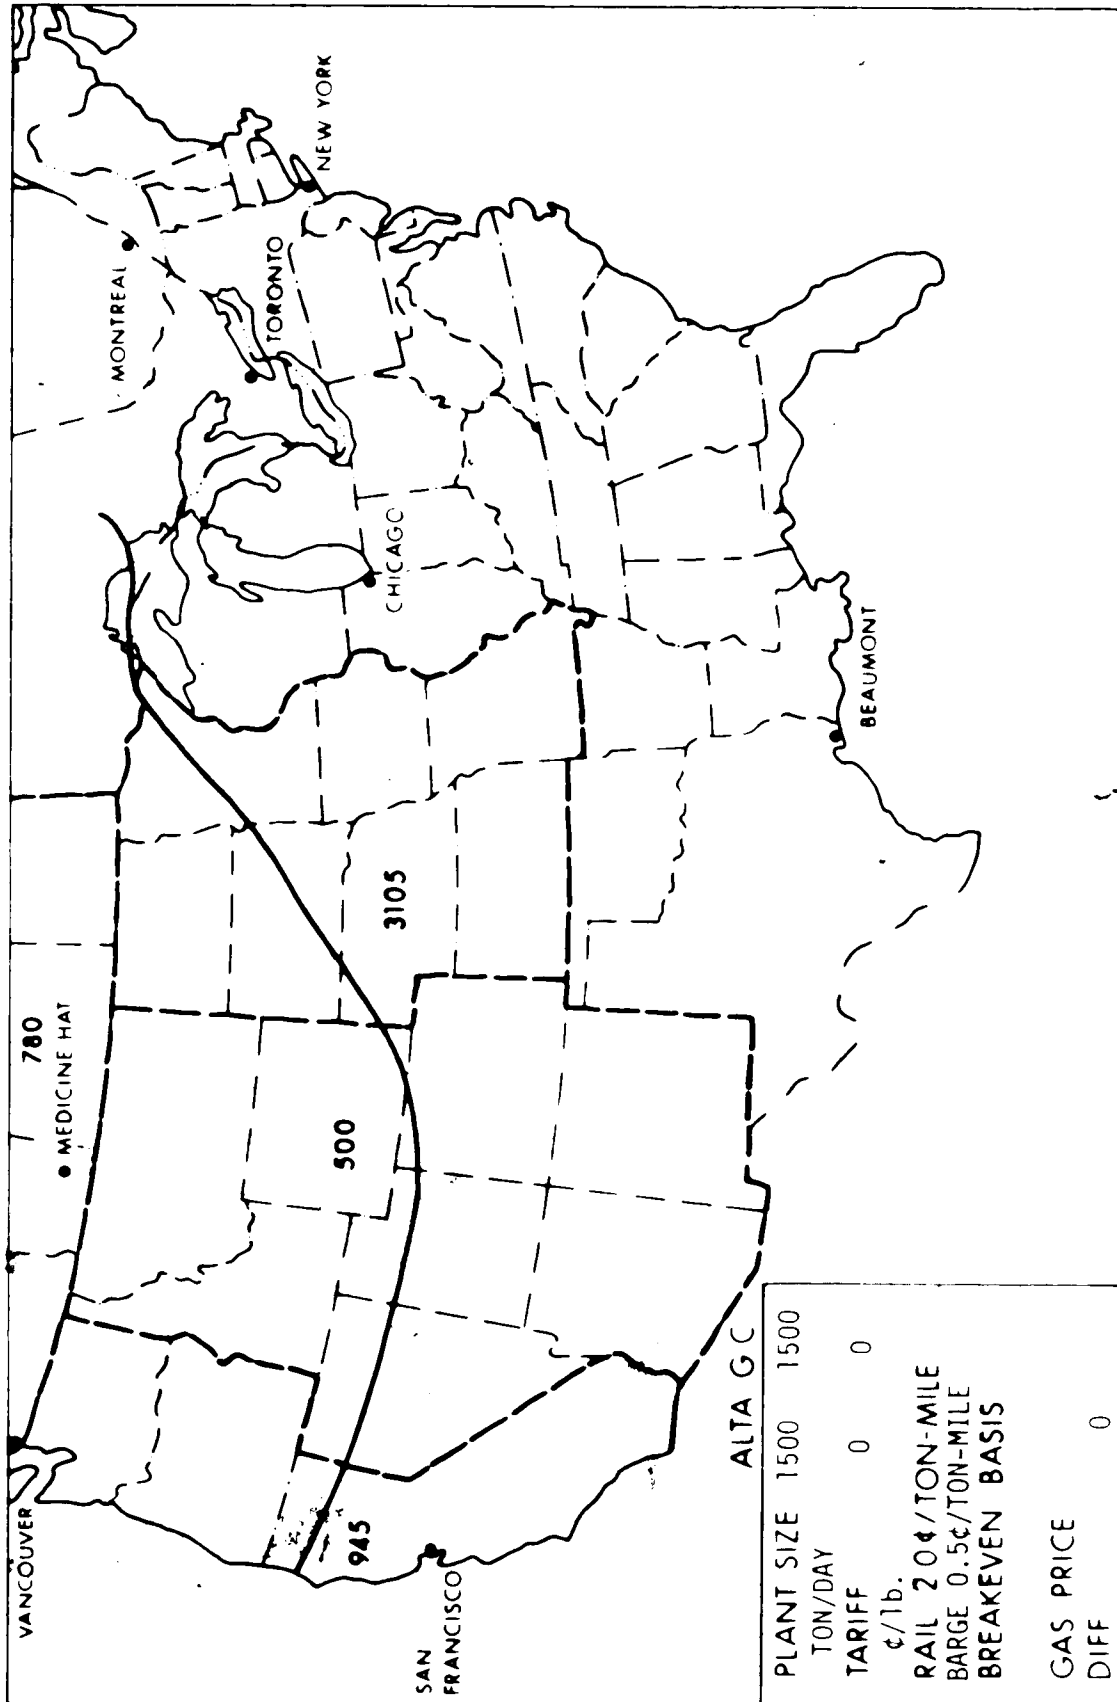 VANCOUVER
780
MEDICINE HAT
MONTREAL
TORONTO
NEW YORK
500
3105
CHICAGO
945
SAN
FRANCISCO
BEAUMONT
ALTA G C
PLANT SIZE 1500 1500
TON/DAY
TARIFF 0 0
¢/lb.
RAIL 2 0¢/TON-MILE
BARGE 0.5¢/TON-MILE
BREAKEVEN BASIS
GAS PRICE
DIFF 0